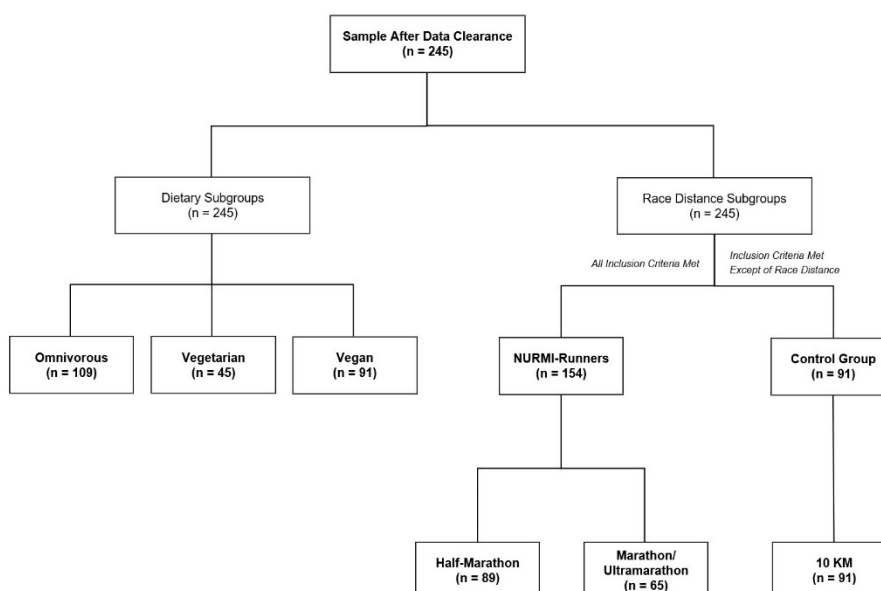 Sample After Data Clearance
(n = 245)
Dietary Subgroups
(n = 245)
Race Distance Subgroups
(n = 245)
All Inclusion Criteria Met
Inclusion Criteria Met
Except of Race Distance
Omnivorous
(n = 109)
Vegetarian
(n = 45)
Vegan
(n = 91)
NURMI-Runners
(n = 154)
Control Group
(n = 91)
Half-Marathon
(n = 89)
Marathon/
Ultramarathon
(n = 65)
10 KM
(n = 91)